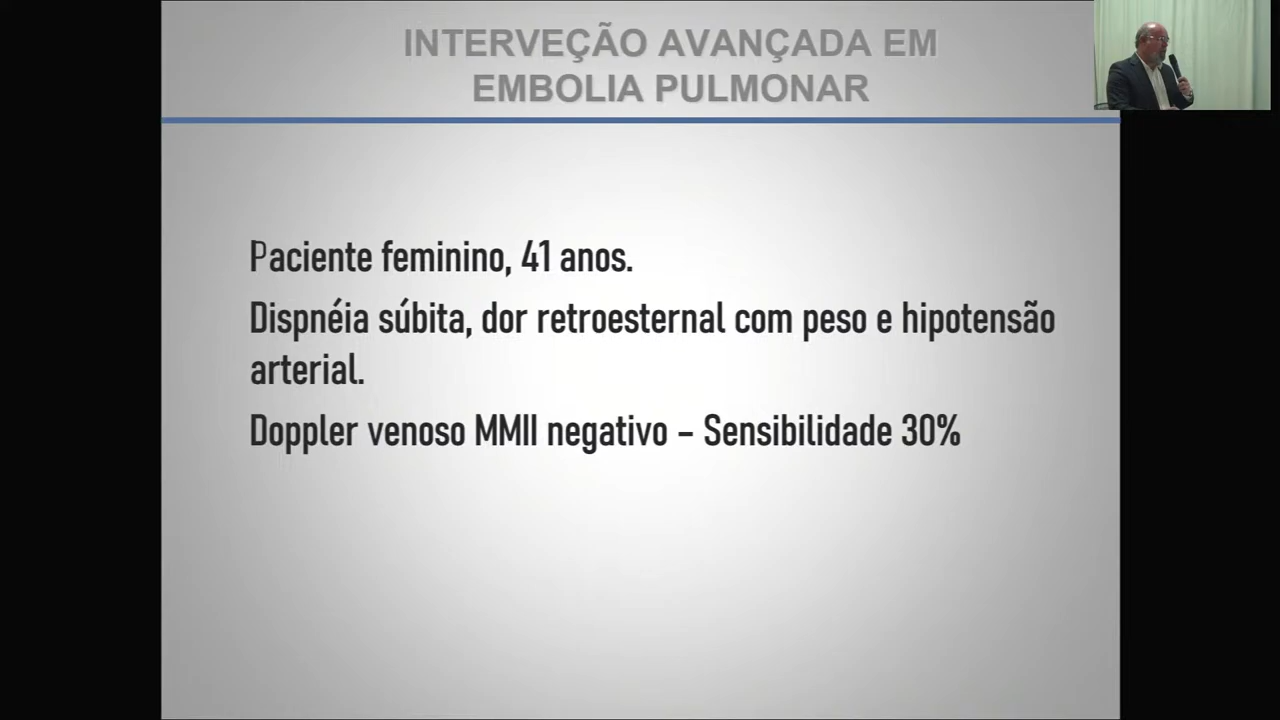 INTERVEÇÃO AVANÇADA EM
EMBOLIA PULMONAR
Paciente feminino, 41 anos.
Dispnéia súbita, dor retroesternal com peso e hipotensão
arterial.
Doppler venoso MMII negativo – Sensibilidade 30%